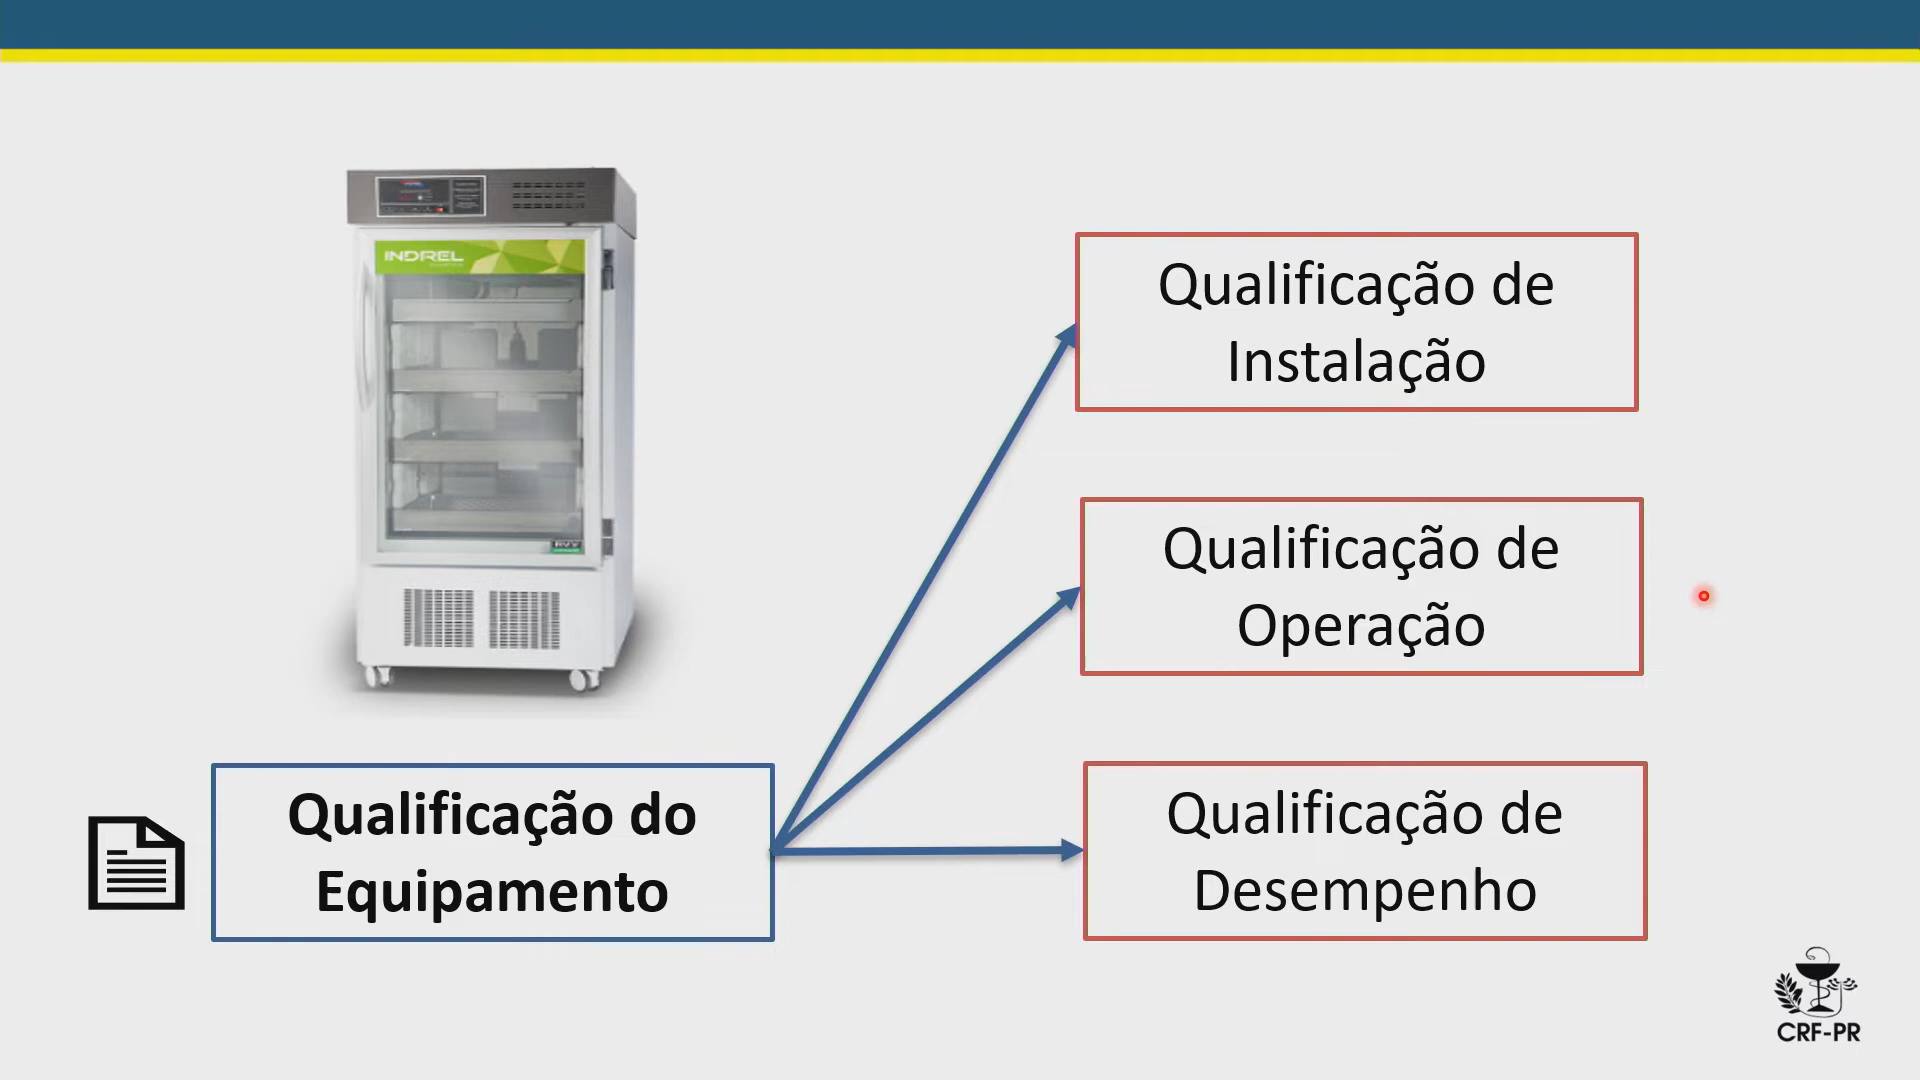 INDREL
Qualificação de
Instalação
Qualificação de
Operação
Qualificação do
Equipamento
Qualificação de
Desempenho
CRF-PR